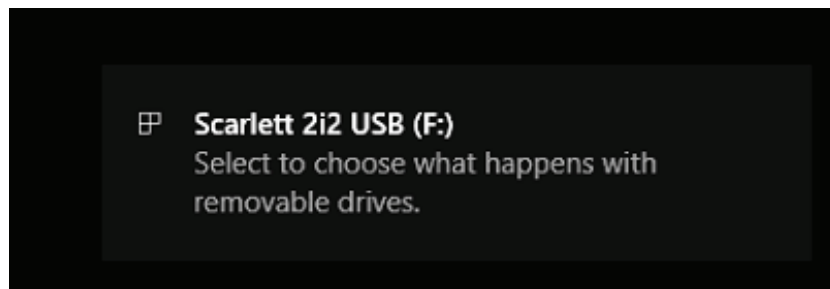 Scarlett 2i2 USB (F:)
Select to choose what happens with
removable drives.